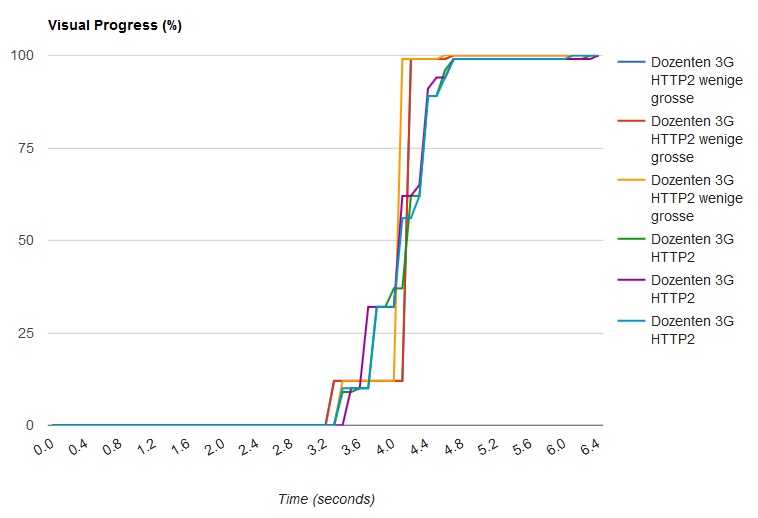 Visual Progress (%)
100
75
50
25
0
0.0 0.4 0.8 1.2 1.6 2.0 2.4 2.8 3.2 3.6 4.0 4.4 4.8 5.2 5.6 6.0 6.4
Time (seconds)
Dozenten 3G
HTTP2 wenige
grosse
Dozenten 3G
HTTP2 wenige
grosse
Dozenten 3G
HTTP2 wenige
grosse
Dozenten 3G
HTTP2
Dozenten 3G
HTTP2
Dozenten 3G
HTTP2